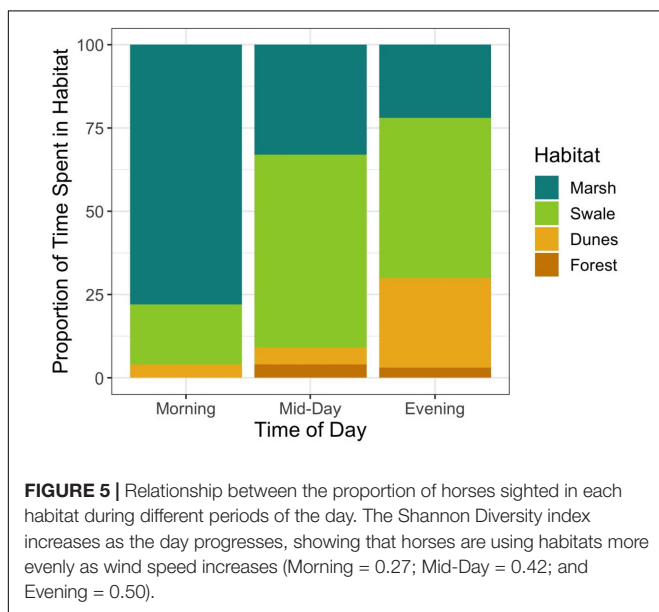 100
75
50
25
0
Proportion of Time Spent in Habitat
Morning
Mid-Day
Evening
Time of Day
Habitat
Marsh
Swale
Dunes
Forest
FIGURE 5 | Relationship between the proportion of horses sighted in each
habitat during different periods of the day. The Shannon Diversity index
increases as the day progresses, showing that horses are using habitats more
evenly as wind speed increases (Morning = 0.27; Mid-Day = 0.42; and
Evening = 0.50).